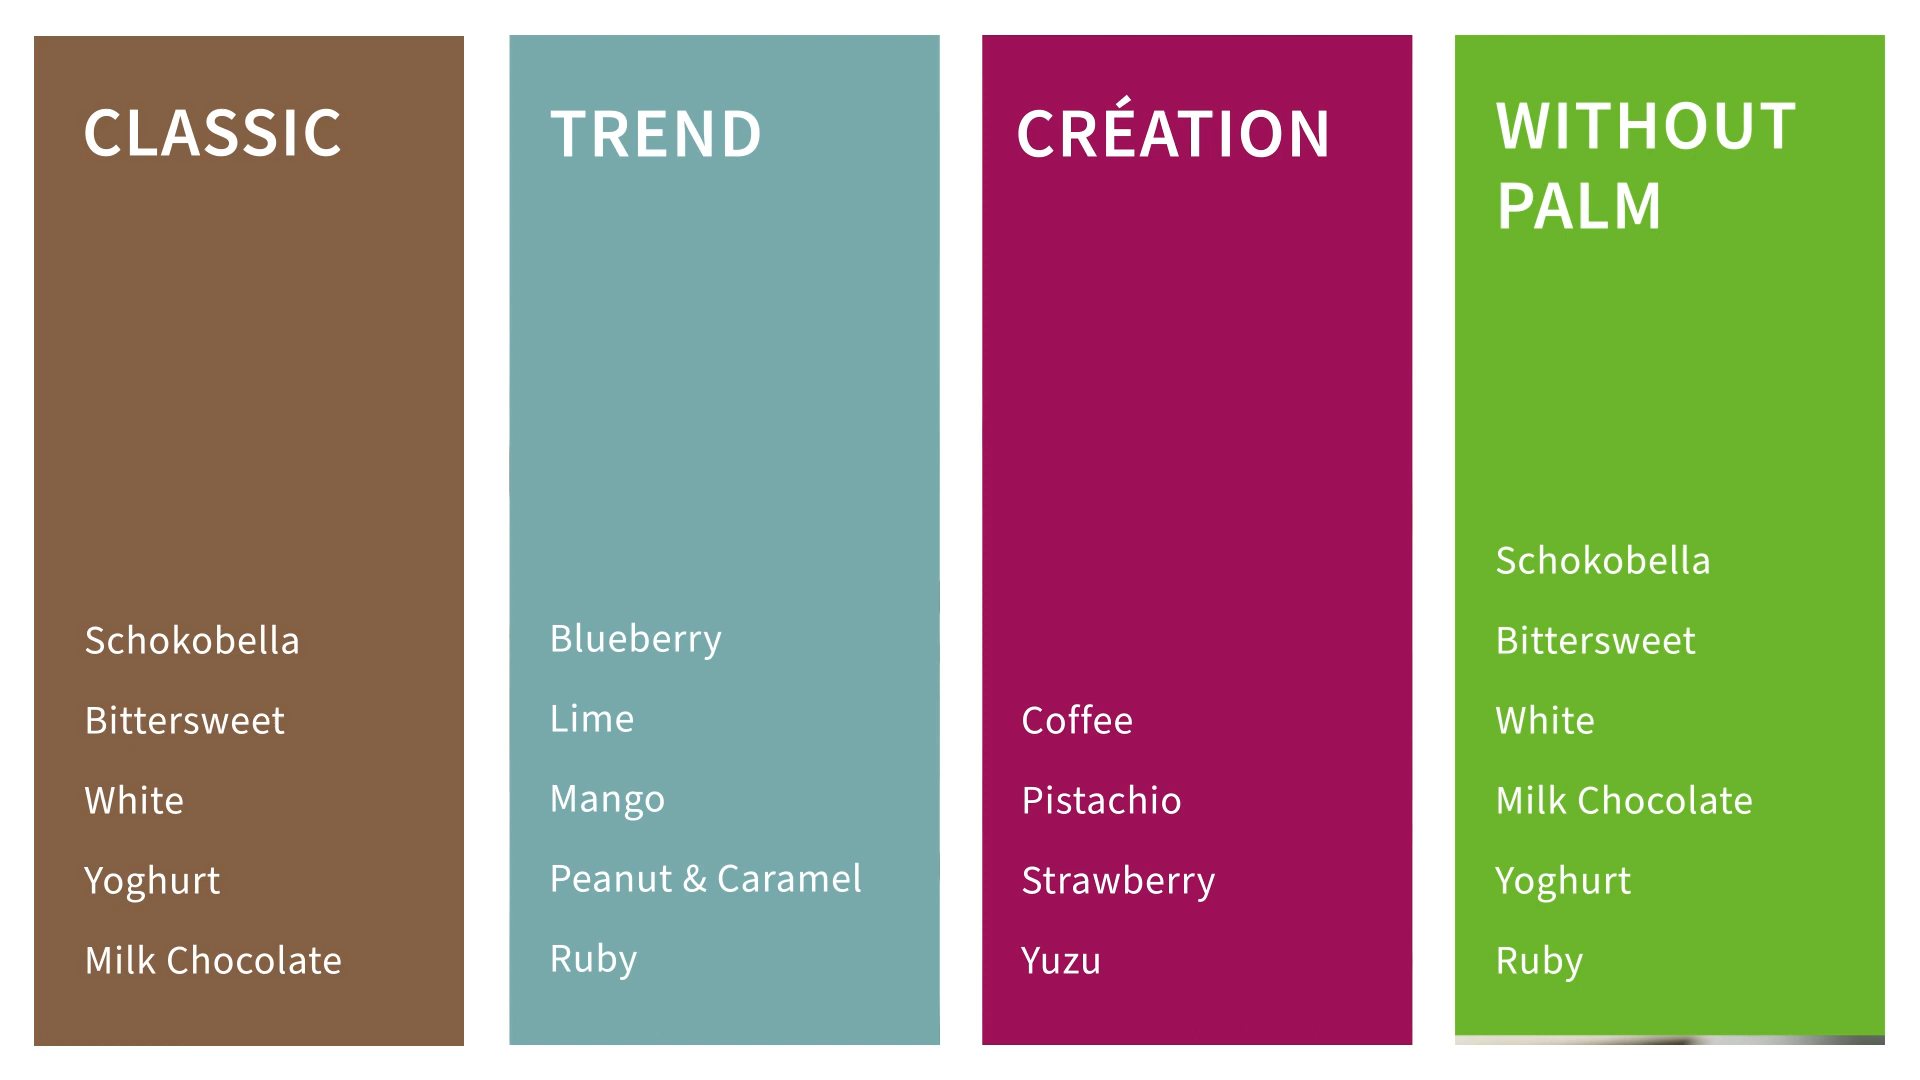 CLASSIC
Schokobella
Bittersweet
White
Yoghurt
Milk Chocolate
TREND
Blueberry
Lime
Mango
Peanut & Caramel
Ruby
CRÉATION
Coffee
Pistachio
Strawberry
Yuzu
WITHOUT
PALM
Schokobella
Bittersweet
White
Milk Chocolate
Yoghurt
Ruby